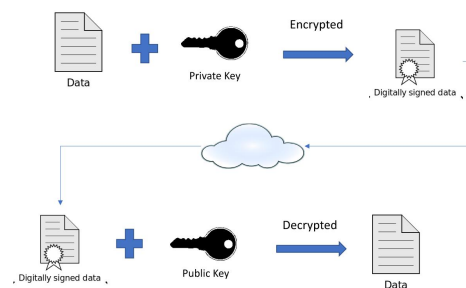 Encrypted
Data
Private Key
Digitally signed data
Decrypted
Digitally signed data
Public Key
Data